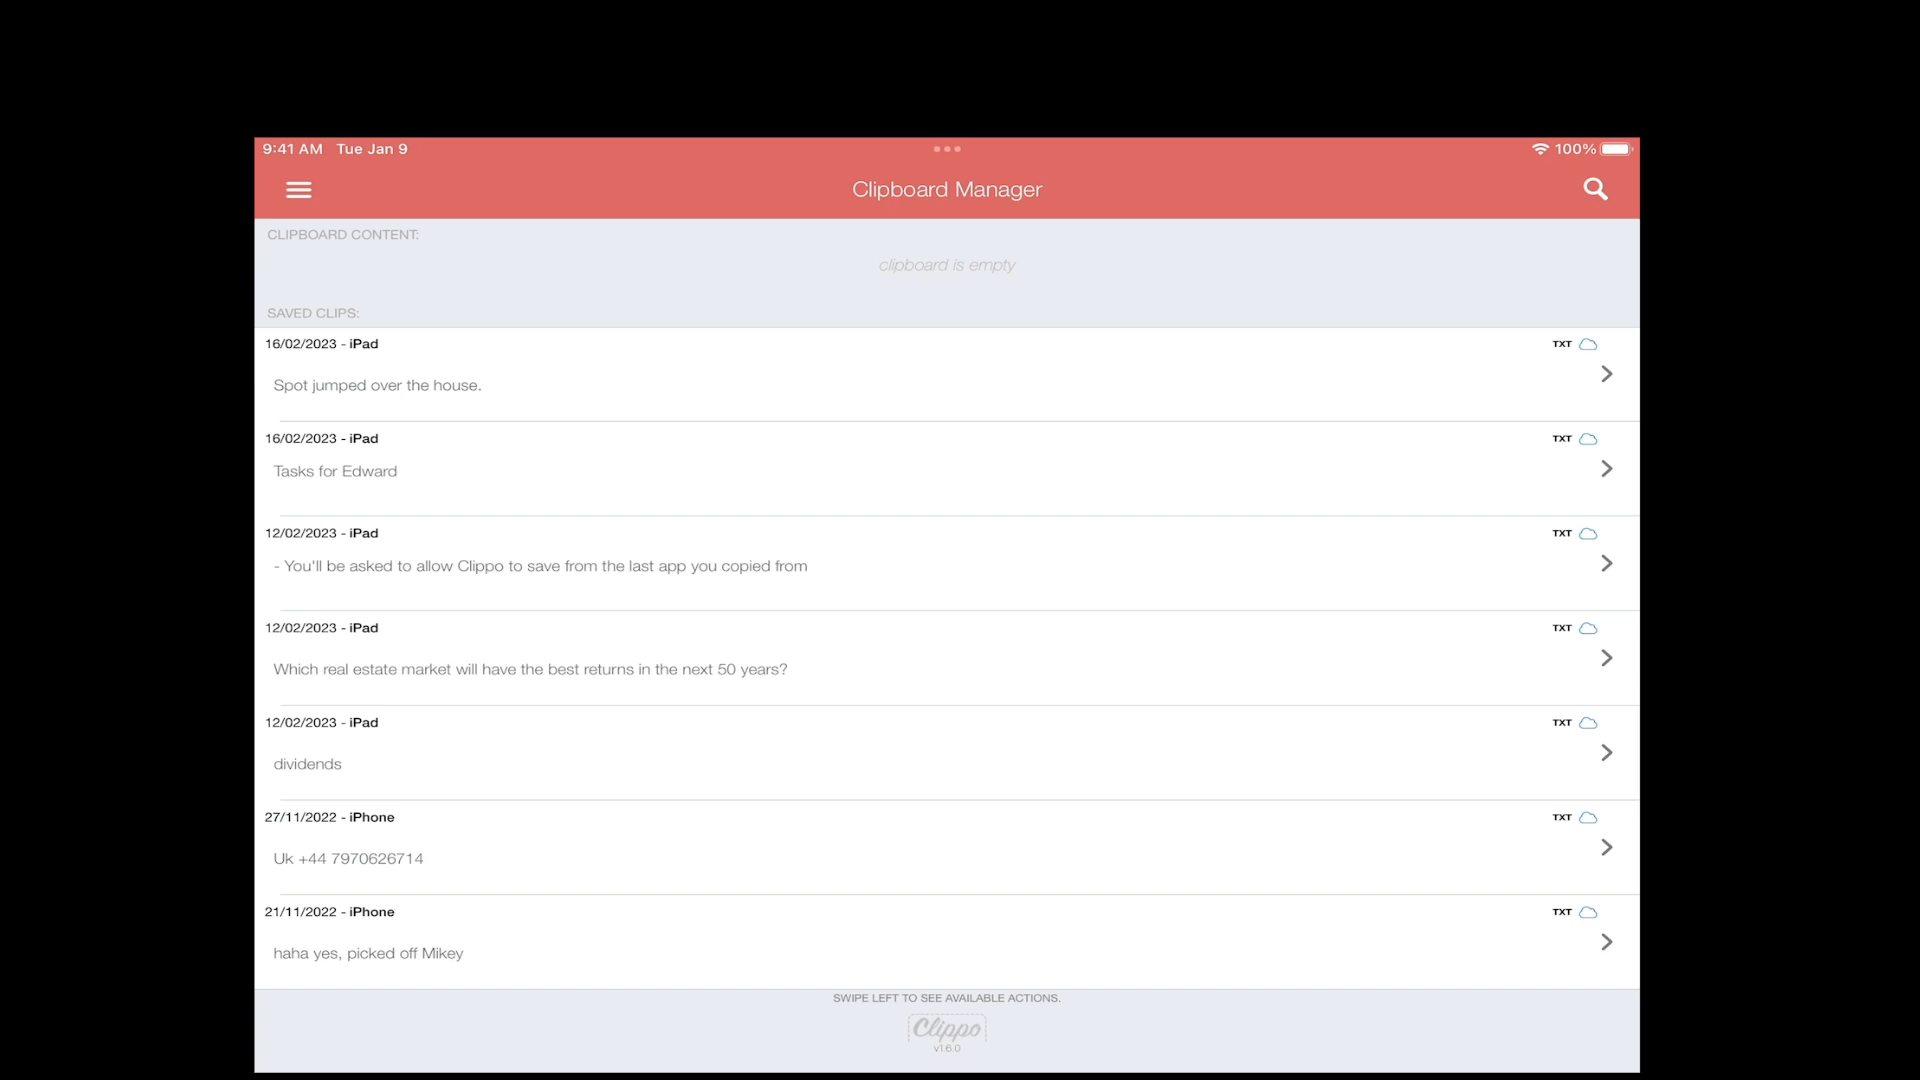 9:41 AM Tue Jan 9 100%
Clipboard Manager
CLIPBOARD CONTENT:
clipboard is empty
SAVED CLIPS:
16/02/2023 - iPad TXT
Spot jumped over the house.
16/02/2023 - iPad TXT
Tasks for Edward
12/02/2023 - iPad TXT
- You'll be asked to allow Clippo to save from the last app you copied from
12/02/2023 - iPad TXT
Which real estate market will have the best returns in the next 50 years?
12/02/2023 - iPad TXT
dividends
27/11/2022 - iPhone TXT
Uk +44 7970626714
21/11/2022 - iPhone TXT
haha yes, picked off Mikey
SWIPE LEFT TO SEE AVAILABLE ACTIONS.
Clippo
v1.6.0